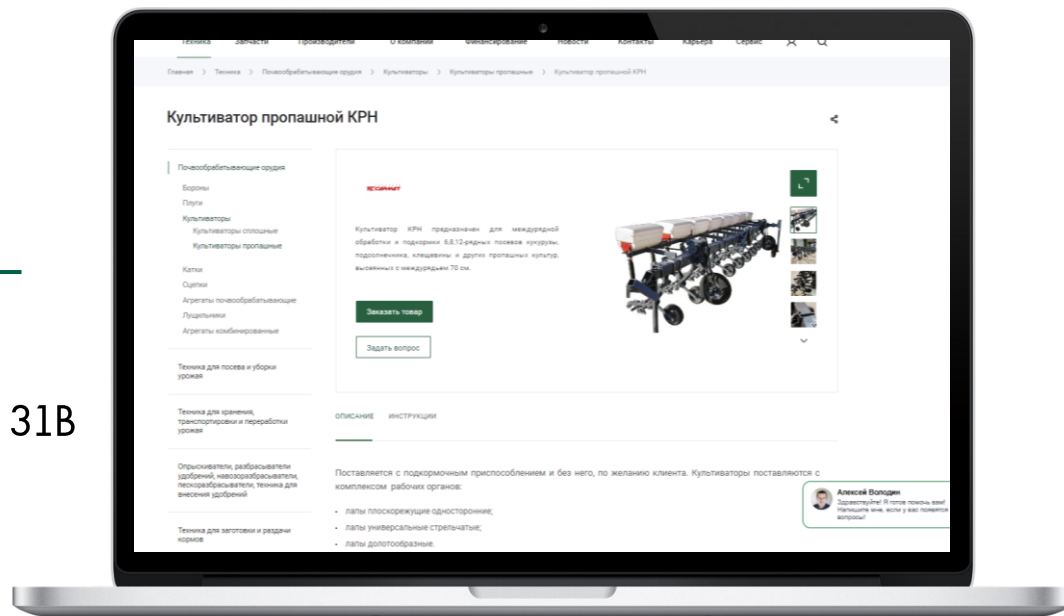 Техника Запчасти Производители О компании Финансирование Новости Контакты Карьера Сервис
Главная > Техника > Почвообрабатывающие орудия > Культиваторы > Культиваторы пропашные > Культиватор пропашной КРН
Культиватор пропашной КРН
Почвообрабатывающие орудия
Бороны
Плуги
Культиваторы
Культиваторы сплошные
Культиваторы пропашные
Катки
Сцепки
Агрегаты почвообрабатывающие
Лущильники
Агрегаты комбинированные
Техника для посева и уборки
урожая
Техника для хранения,
транспортировки и переработки
урожая
Опрыскиватели, разбрасыватели
удобрений, навозоразбрасыватели,
пескоразбрасыватели, техника для
внесения удобрений
Техника для заготовки и раздачи
кормов
Культиватор КРН предназначен для междурядной
обработки и подкормки 6,8,12-рядных посевов кукурузы,
подсолнечника, клещевины и других пропашных культур,
высеянных с междурядьем 70 см.
Заказать товар
Задать вопрос
ОПИСАНИЕ ИНСТРУКЦИИ
Поставляется с подкормочным приспособлением и без него, по желанию клиента. Культиваторы поставляются с
комплексом рабочих органов:
• лапы плоскорежущие односторонние;
• лапы универсальные стрельчатые;
• лапы долотообразные.
Алексей Володин
Здравствуйте! Я готов помочь вам!
Напишите мне, если у вас появятся
вопросы!
31В